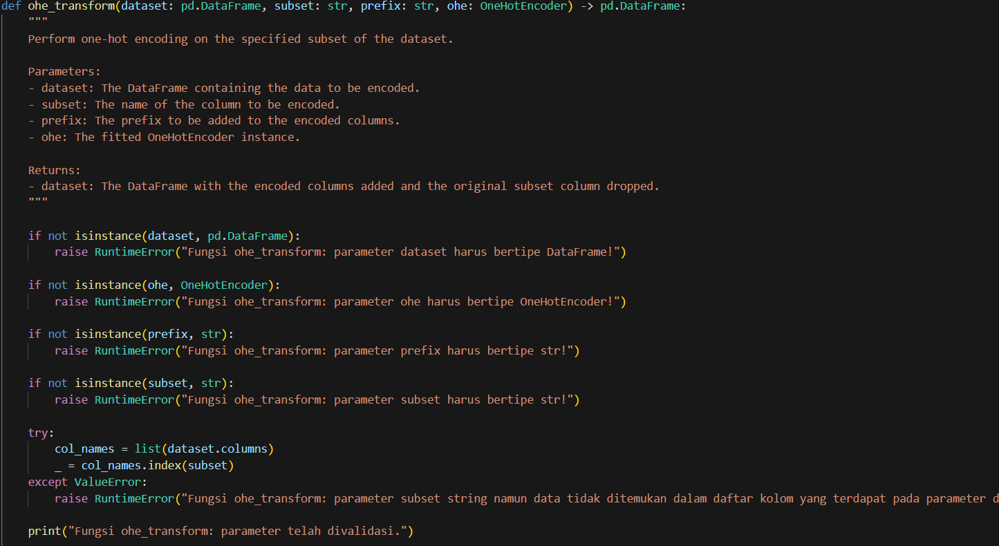 def ohe_transform(dataset: pd.DataFrame, subset: str, prefix: str, ohe: OneHotEncoder) -> pd.DataFrame:
    """
    Perform one-hot encoding on the specified subset of the dataset.

    Parameters:
    - dataset: The DataFrame containing the data to be encoded.
    - subset: The name of the column to be encoded.
    - prefix: The prefix to be added to the encoded columns.
    - ohe: The fitted OneHotEncoder instance.

    Returns:
    - dataset: The DataFrame with the encoded columns added and the original subset column dropped.
    """

    if not isinstance(dataset, pd.DataFrame):
        raise RuntimeError("Fungsi ohe_transform: parameter dataset harus bertipe DataFrame!")

    if not isinstance(ohe, OneHotEncoder):
        raise RuntimeError("Fungsi ohe_transform: parameter ohe harus bertipe OneHotEncoder!")

    if not isinstance(prefix, str):
        raise RuntimeError("Fungsi ohe_transform: parameter prefix harus bertipe str!")

    if not isinstance(subset, str):
        raise RuntimeError("Fungsi ohe_transform: parameter subset harus bertipe str!")

    try:
        col_names = list(dataset.columns)
        _ = col_names.index(subset)
    except ValueError:
        raise RuntimeError("Fungsi ohe_transform: parameter subset string namun data tidak ditemukan dalam daftar kolom yang terdapat pada parameter d

    print("Fungsi ohe_transform: parameter telah divalidasi.")